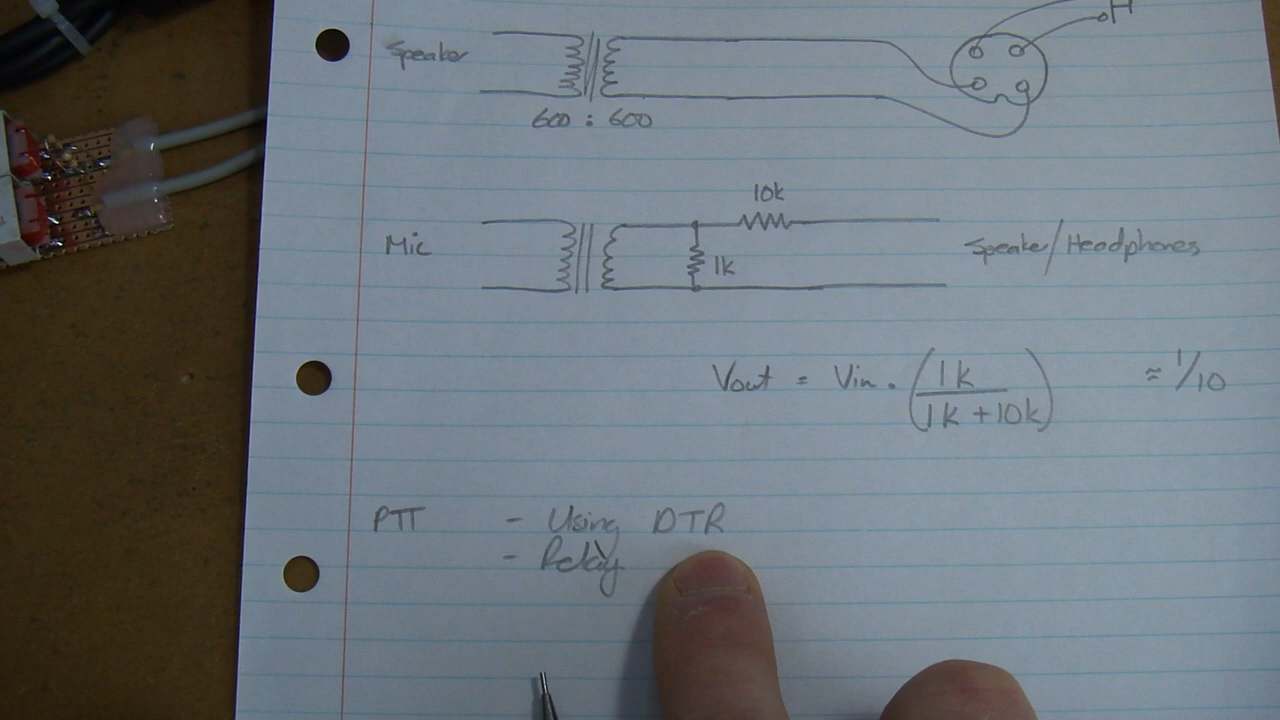 H
Speaker
600 : 600
10k
Mic
1k
Speaker/Headphones
Vout = Vin . (1k / (1k + 10k)) ≈ 1/10
PTT - Using DTR
- Relay